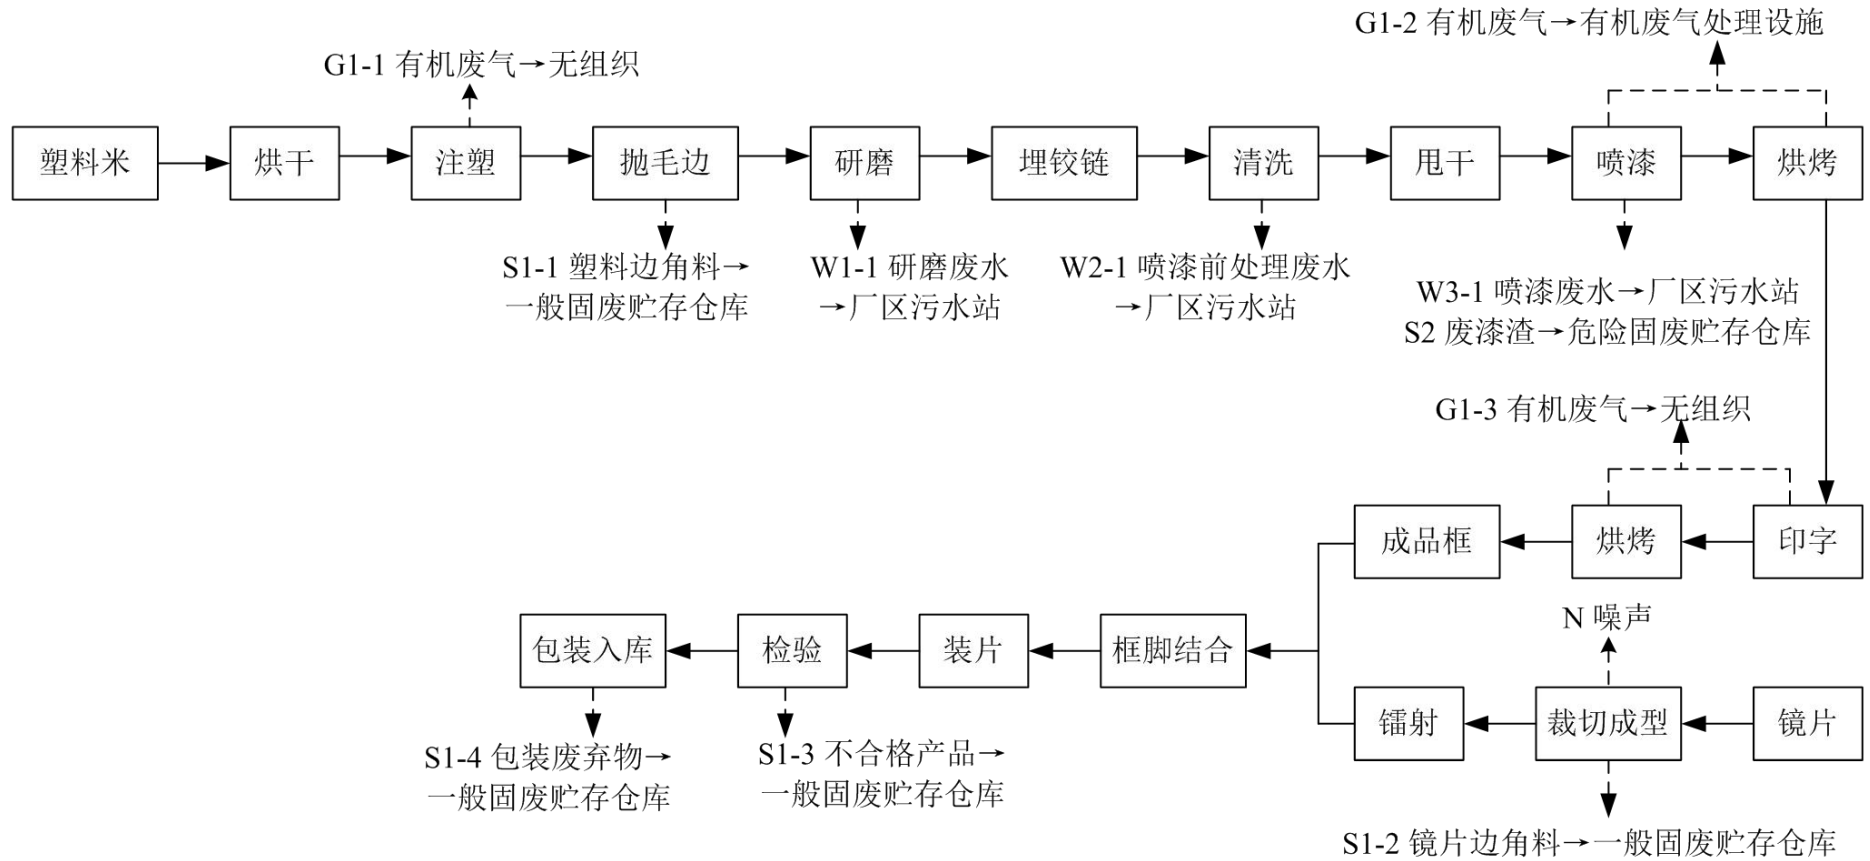 G1-2 有机废气→有机废气处理设施
G1-1 有机废气→无组织
塑料米
烘干
注塑
抛毛边
研磨
埋铰链
清洗
甩干
喷漆
烘烤
S1-1 塑料边角料→
一般固废贮存仓库
W1-1 研磨废水
→厂区污水站
W2-1 喷漆前处理废水
→厂区污水站
W3-1 喷漆废水→厂区污水站
S2 废漆渣→危险固废贮存仓库
G1-3 有机废气→无组织
成品框
烘烤
印字
N 噪声
包装入库
检验
装片
框脚结合
镭射
裁切成型
镜片
S1-4 包装废弃物→
一般固废贮存仓库
S1-3 不合格产品→
一般固废贮存仓库
S1-2 镜片边角料→一般固废贮存仓库